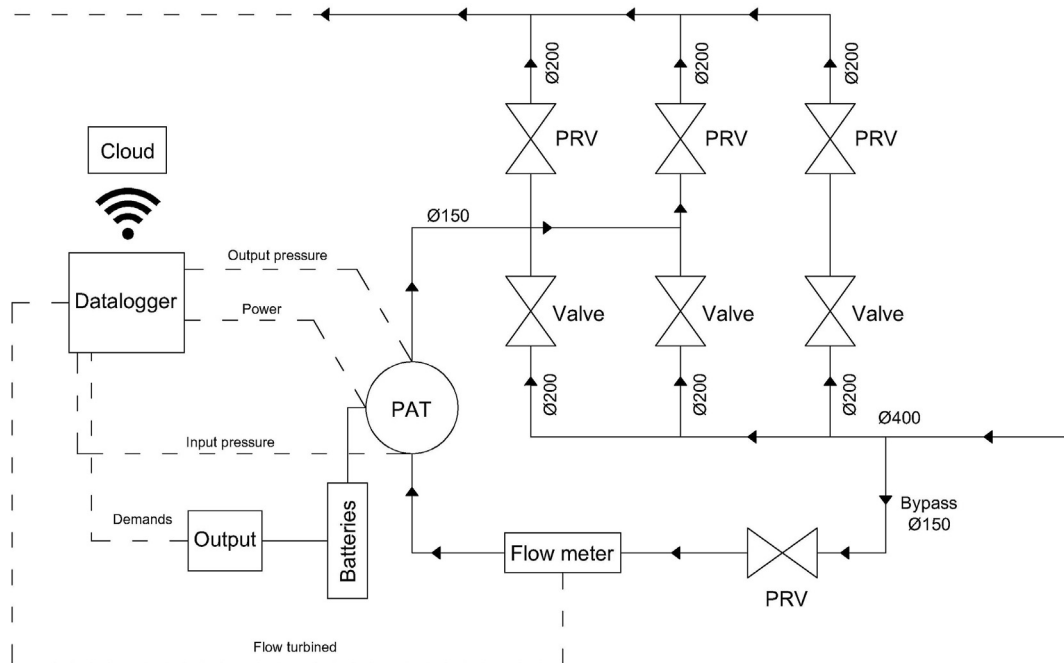 Ø200
Ø200
Ø200
PRV
PRV
PRV
Cloud
Ø150
Output pressure
Datalogger
Power
Valve
Valve
Valve
Ø200
Ø200
Ø200
PAT
Ø400
Input pressure
Bypass
Ø150
Demands
Output
Batteries
Flow meter
PRV
Flow turbined